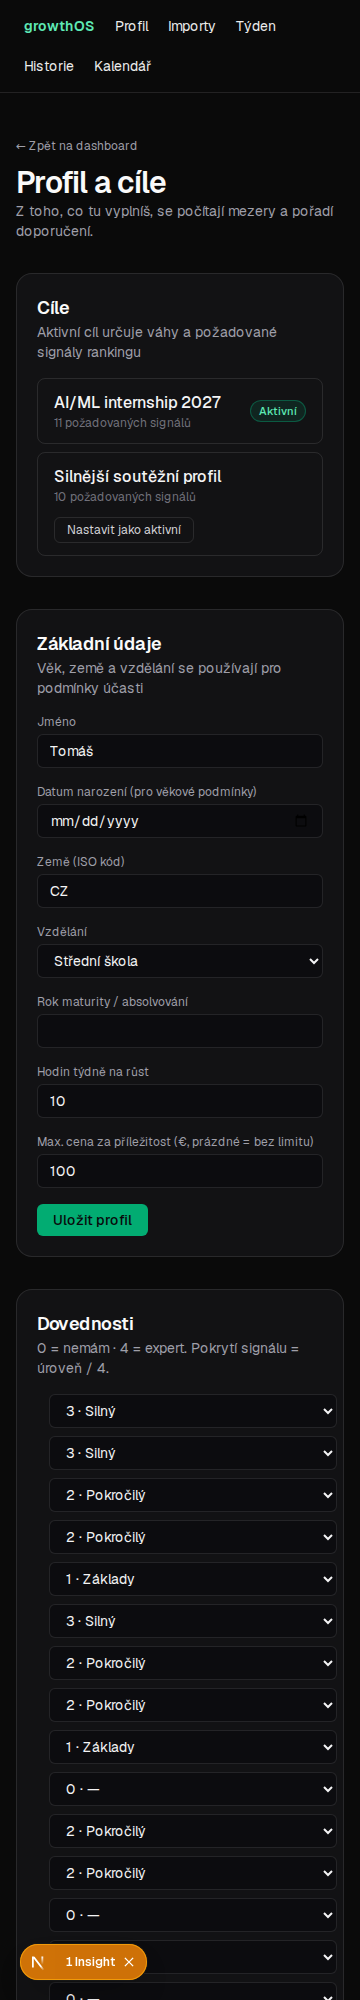 growthOS Profil Importy Týden
Historie Kalendář
← Zpět na dashboard
Profil a cíle
Z toho, co tu vyplníš, se počítají mezery a pořadí
doporučení.
Cíle
Aktivní cíl určuje váhy a požadované
signály rankingu
AI/ML internship 2027
Aktivní
11 požadovaných signálů
Silnější soutěžní profil
10 požadovaných signálů
Nastavit jako aktivní
Základní údaje
Věk, země a vzdělání se používají pro
podmínky účasti
Jméno
Tomáš
Datum narození (pro věkové podmínky)
mm/dd/yyyy
Země (ISO kód)
CZ
Vzdělání
Střední škola
Rok maturity / absolvování
Hodin týdně na růst
10
Max. cena za příležitost (€, prázdné = bez limitu)
100
Uložit profil
Dovednosti
0 = nemám · 4 = expert. Pokrytí signálu =
úroveň / 4.
3 · Silný
3 · Silný
2 · Pokročilý
2 · Pokročilý
1 · Základy
3 · Silný
2 · Pokročilý
2 · Pokročilý
1 · Základy
0 · —
2 · Pokročilý
2 · Pokročilý
0 · —
N 1 Insight ×
0 · —